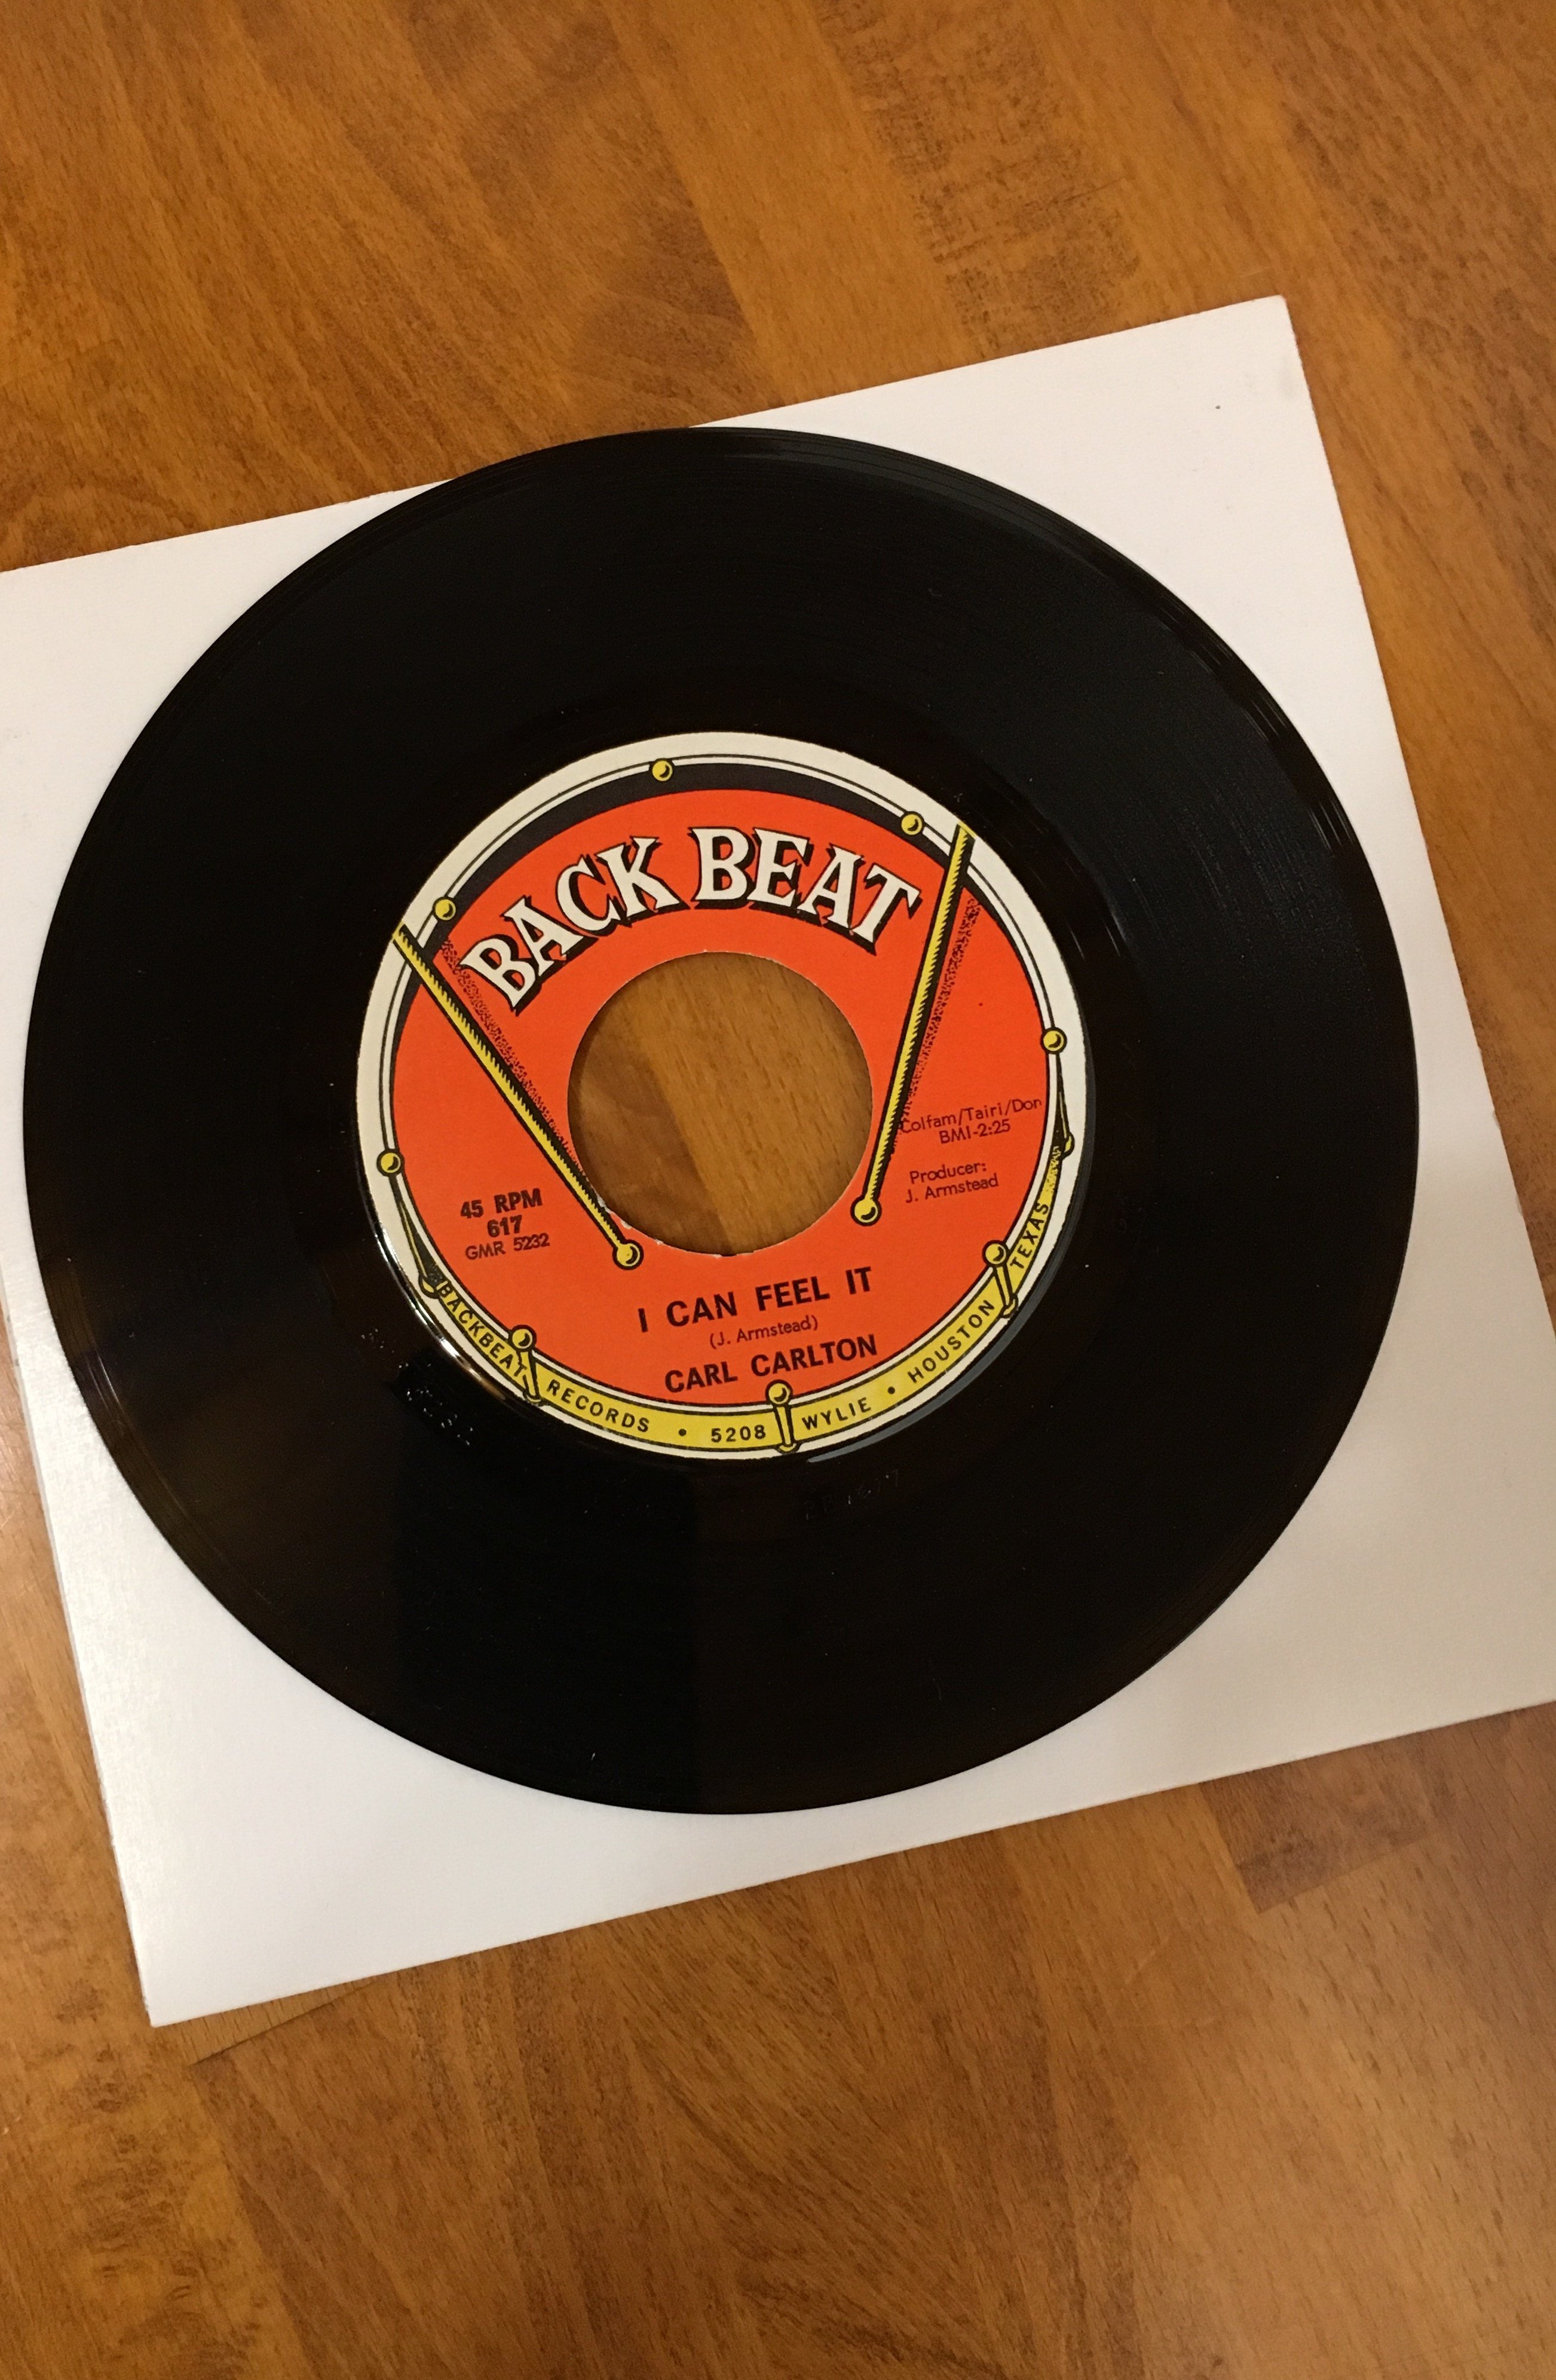 BACK BEAT
Colfam/Tairi/Don
BMI-2:25
Producer:
J. Armstead
45 RPM
617
GMR 5232
I CAN FEEL IT
(J. Armstead)
CARL CARLTON
BACKBEAT RECORDS • 5208 WYLIE • HOUSTON TEXAS